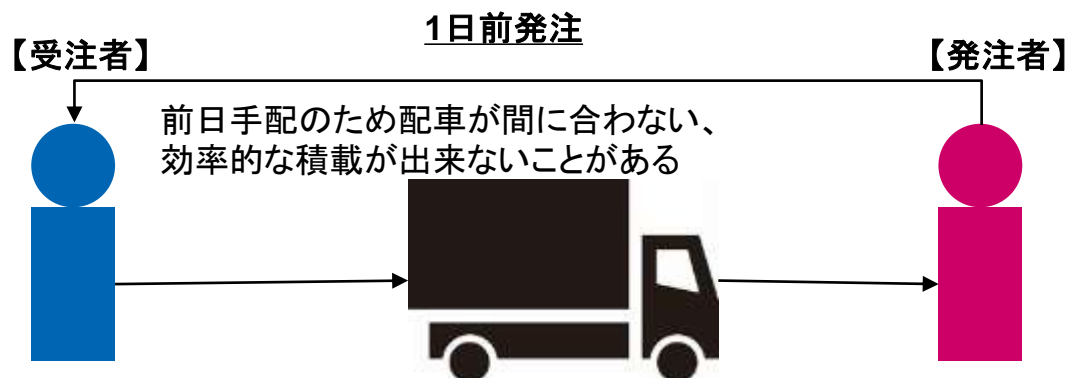 1日前発注
【受注者】
【発注者】
前日手配のため配車が間に合わない、
効率的な積載が出来ないことがある